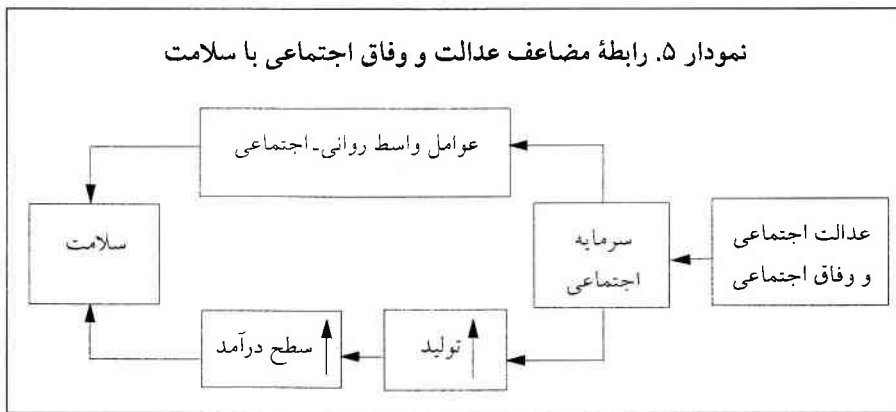 نمودار ۵. رابطهٔ مضاعف عدالت و وفاق اجتماعی با سلامت
عوامل واسط روانی-اجتماعی
عدالت اجتماعی
و وفاق اجتماعی
سرمایه
اجتماعی
سلامت
تولید
سطح درآمد